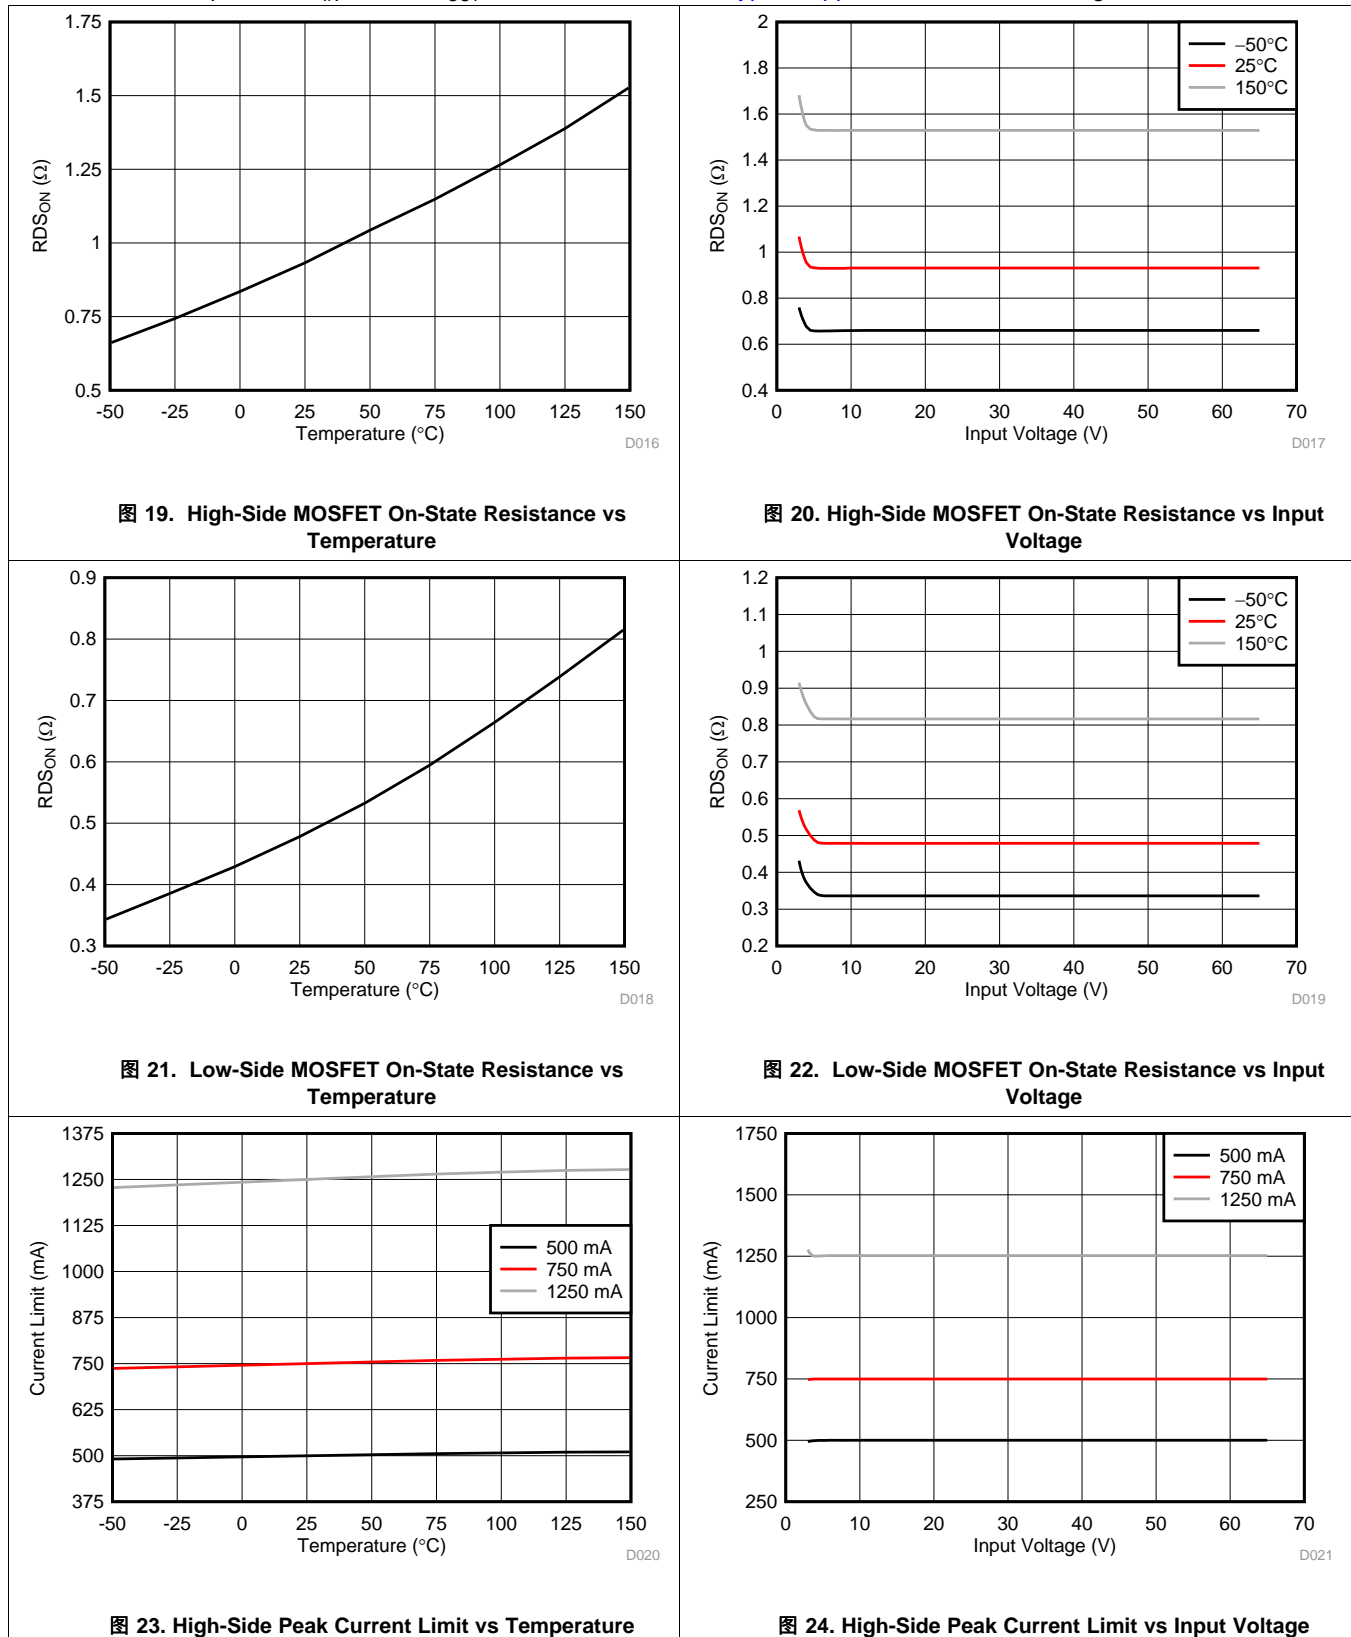 1.75
1.5
1.25
1
0.75
0.5
RDSON (Ω)
-50 -25 0 25 50 75 100 125 150
Temperature (°C)
D016
图 19. High-Side MOSFET On-State Resistance vs
Temperature
2
1.8
1.6
1.4
1.2
1
0.8
0.6
0.4
RDSON (Ω)
–50°C
25°C
150°C
0 10 20 30 40 50 60 70
Input Voltage (V)
D017
图 20. High-Side MOSFET On-State Resistance vs Input
Voltage
0.9
0.8
0.7
0.6
0.5
0.4
0.3
RDSON (Ω)
-50 -25 0 25 50 75 100 125 150
Temperature (°C)
D018
图 21. Low-Side MOSFET On-State Resistance vs
Temperature
1.2
1.1
1
0.9
0.8
0.7
0.6
0.5
0.4
0.3
0.2
RDSON (Ω)
–50°C
25°C
150°C
0 10 20 30 40 50 60 70
Input Voltage (V)
D019
图 22. Low-Side MOSFET On-State Resistance vs Input
Voltage
1375
1250
1125
1000
875
750
625
500
375
Current Limit (mA)
500 mA
750 mA
1250 mA
-50 -25 0 25 50 75 100 125 150
Temperature (°C)
D020
图 23. High-Side Peak Current Limit vs Temperature
1750
1500
1250
1000
750
500
250
Current Limit (mA)
500 mA
750 mA
1250 mA
0 10 20 30 40 50 60 70
Input Voltage (V)
D021
图 24. High-Side Peak Current Limit vs Input Voltage